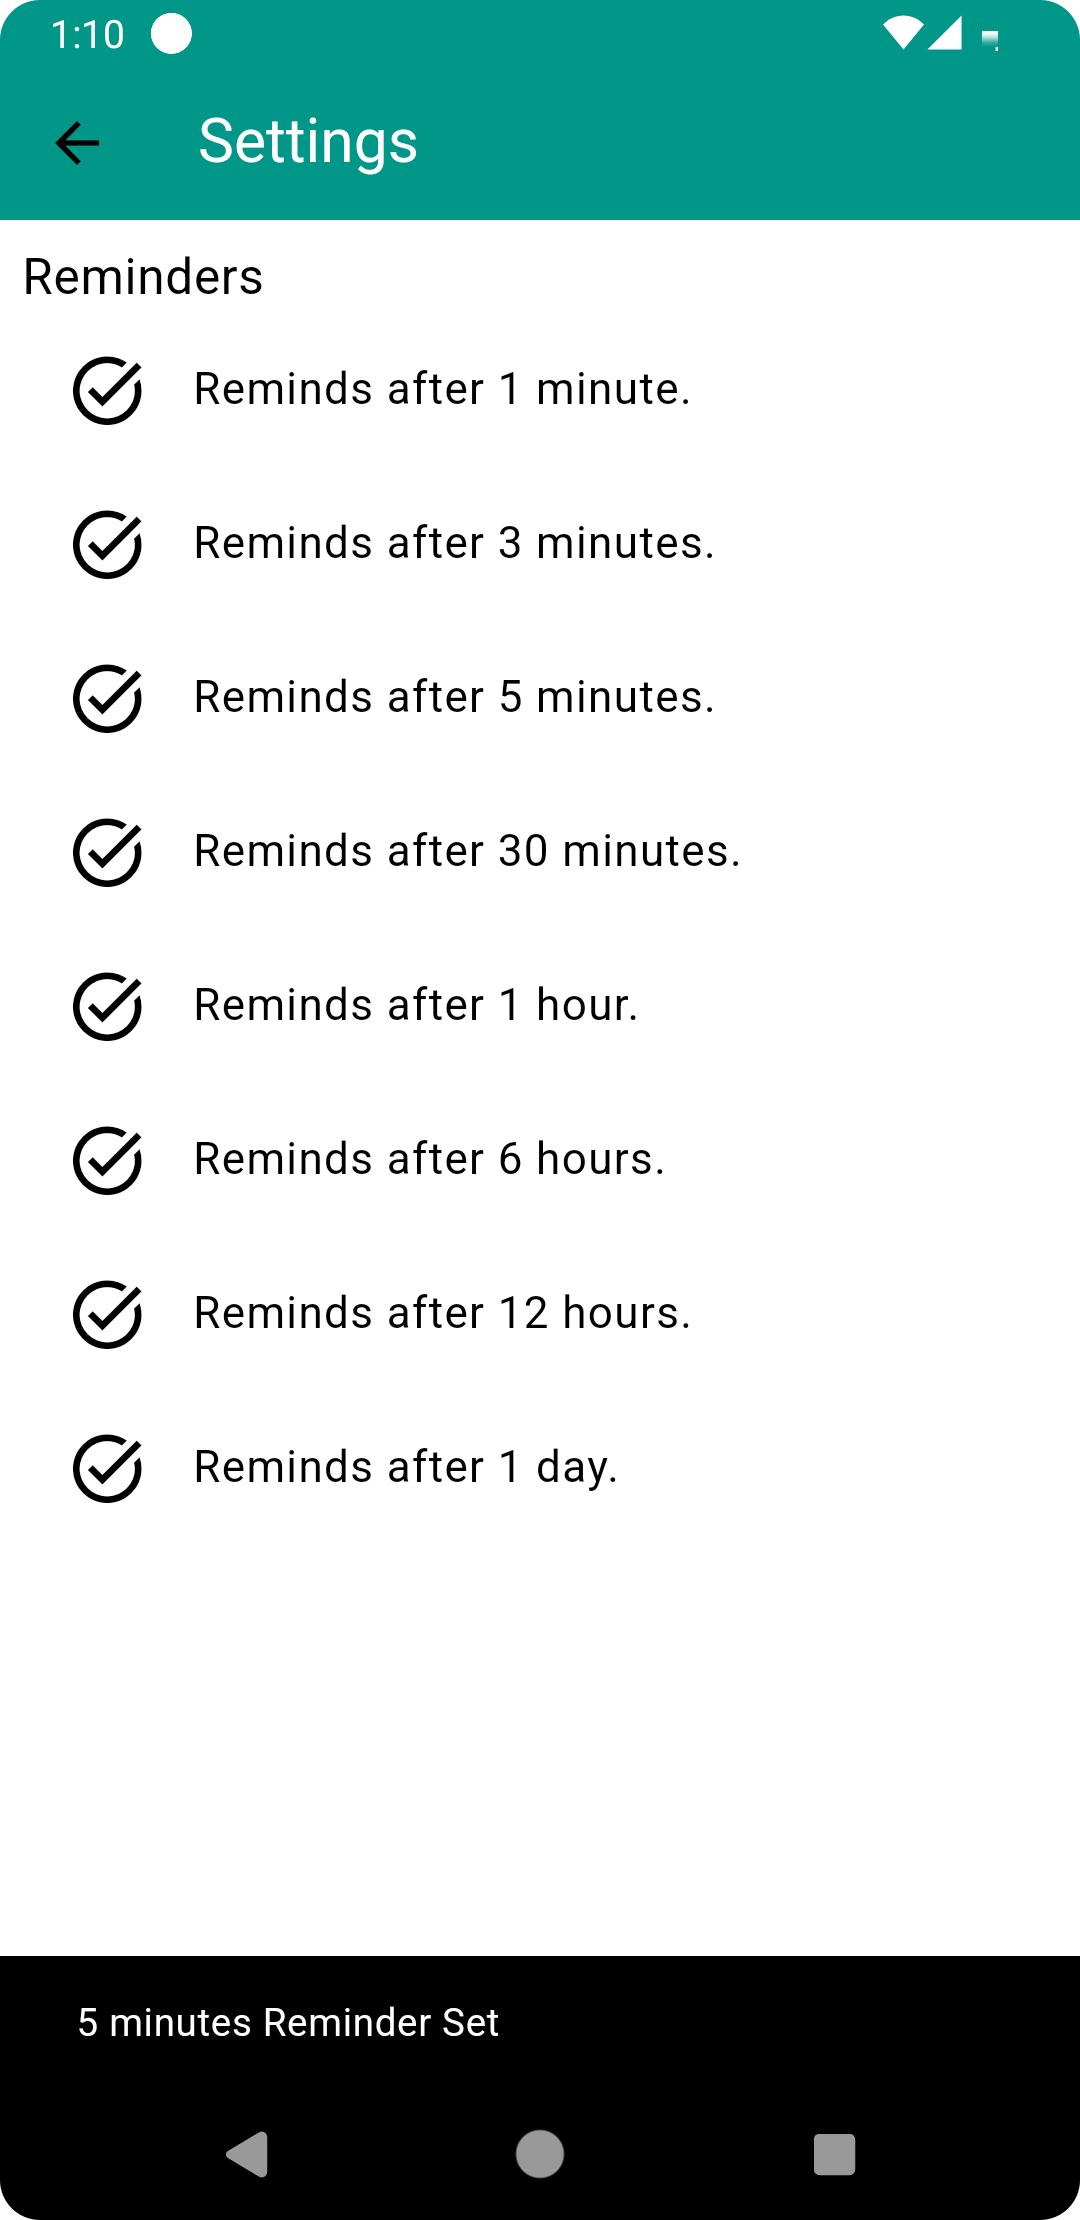 1:10
Settings
Reminders
Reminds after 1 minute.
Reminds after 3 minutes.
Reminds after 5 minutes.
Reminds after 30 minutes.
Reminds after 1 hour.
Reminds after 6 hours.
Reminds after 12 hours.
Reminds after 1 day.
5 minutes Reminder Set